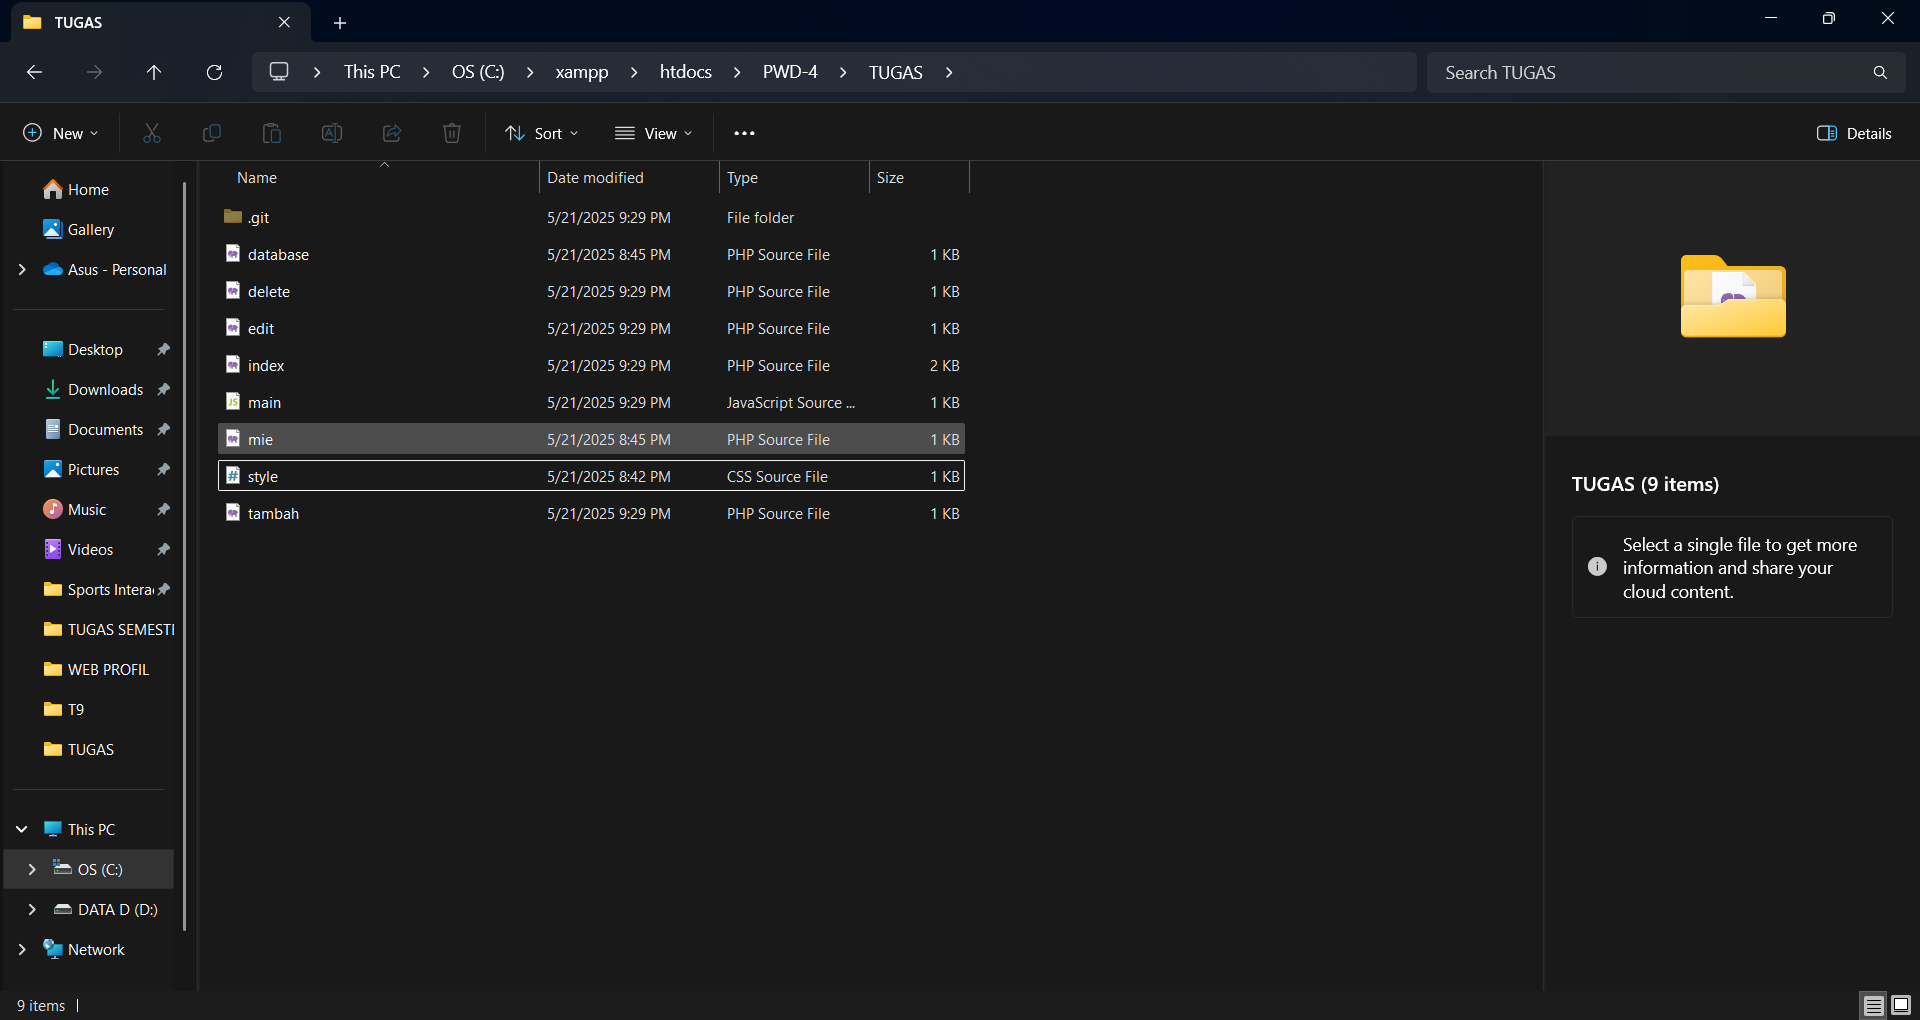 TUGAS
This PC OS (C:) xampp htdocs PWD-4 TUGAS
Search TUGAS
New
Sort
View
Details
Name Date modified Type Size
.git 5/21/2025 9:29 PM File folder
database 5/21/2025 8:45 PM PHP Source File 1 KB
delete 5/21/2025 9:29 PM PHP Source File 1 KB
edit 5/21/2025 9:29 PM PHP Source File 1 KB
index 5/21/2025 9:29 PM PHP Source File 2 KB
JS main 5/21/2025 9:29 PM JavaScript Source ... 1 KB
mie 5/21/2025 8:45 PM PHP Source File 1 KB
# style 5/21/2025 8:42 PM CSS Source File 1 KB
tambah 5/21/2025 9:29 PM PHP Source File 1 KB
Home
Gallery
Asus - Personal
Desktop
Downloads
Documents
Pictures
Music
Videos
Sports Intera
TUGAS SEMEST
WEB PROFIL
T9
TUGAS
This PC
OS (C:)
DATA D (D:)
Network
TUGAS (9 items)
Select a single file to get more
information and share your
cloud content.
9 items